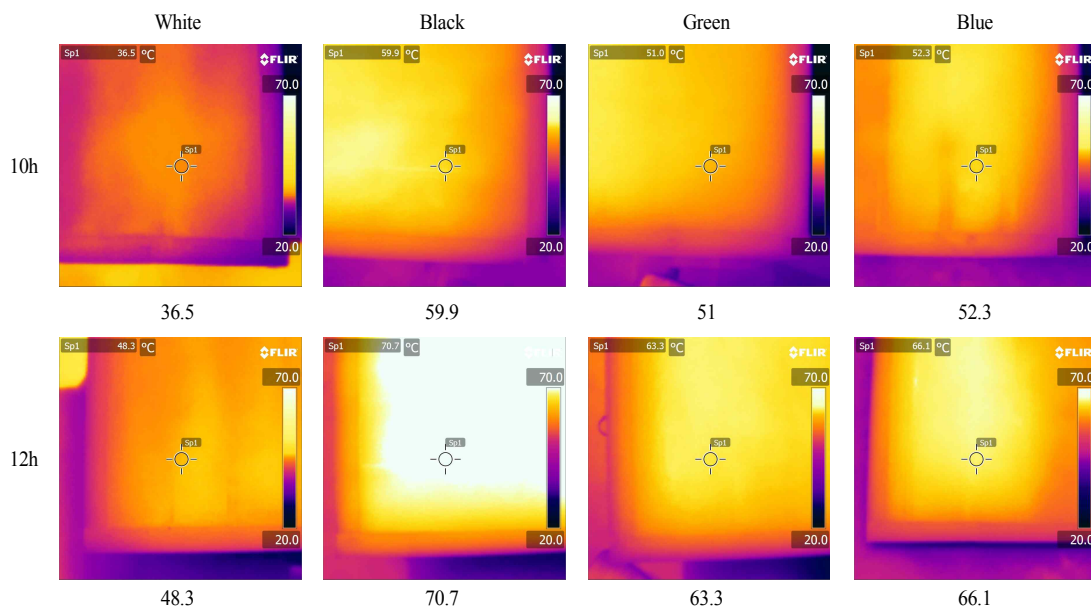 White Black Green Blue
Sp1 36.5 °C Sp1 59.9 °C Sp1 51.0 °C Sp1 52.3 °C
FLIR FLIR FLIR FLIR
70.0 70.0 70.0 70.0
10h
Sp1 Sp1 Sp1 Sp1
20.0 20.0 20.0 20.0
36.5 59.9 51 52.3
Sp1 48.3 °C Sp1 70.7 °C Sp1 63.3 °C Sp1 66.1 °C
FLIR FLIR FLIR
70.0 70.0 70.0 70.0
12h
Sp1 Sp1 Sp1 Sp1
20.0 20.0 20.0 20.0
48.3 70.7 63.3 66.1